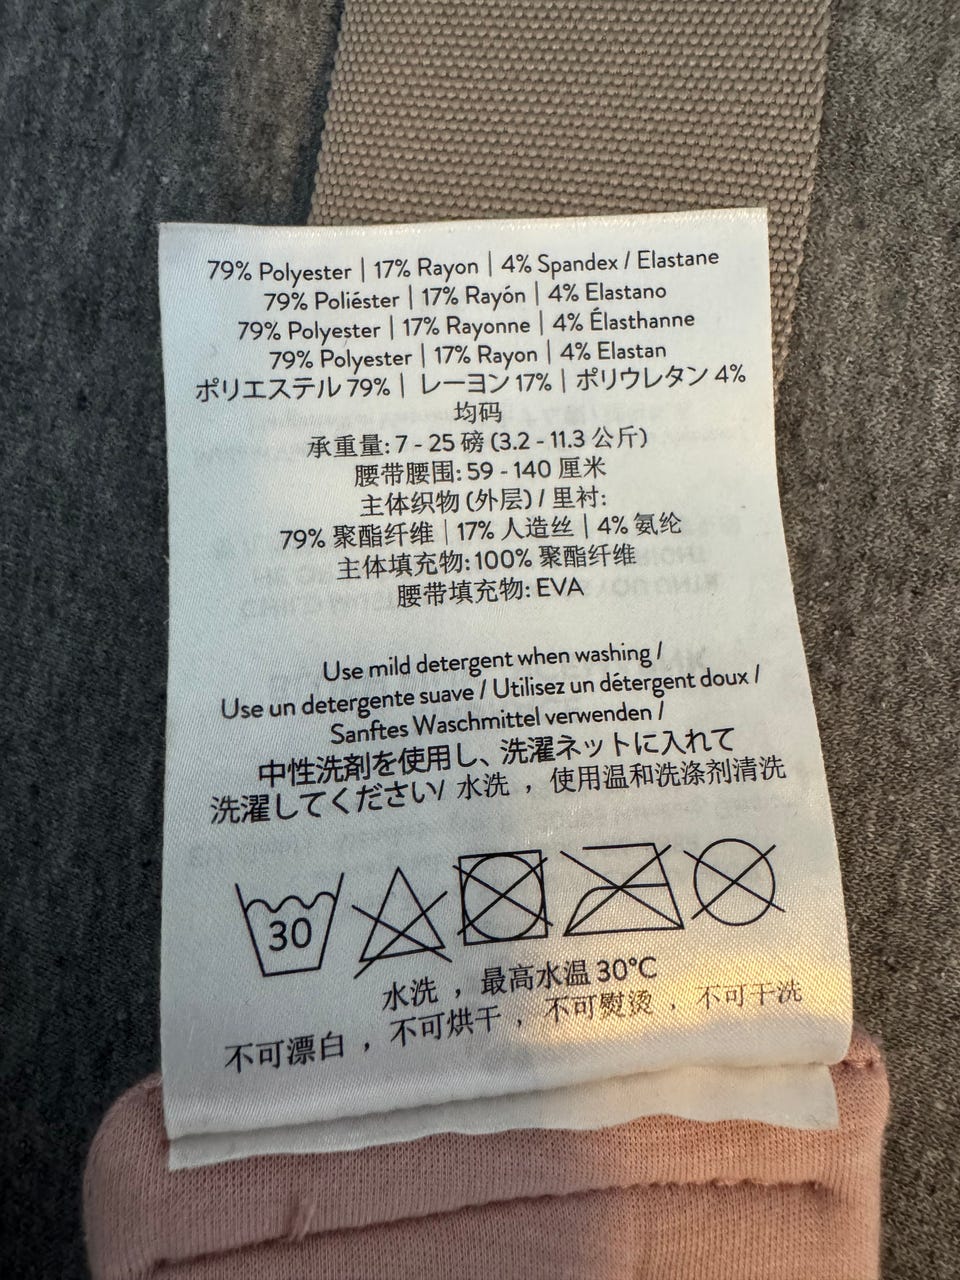 79% Polyester | 17% Rayon | 4% Spandex / Elastane
79% Poliéster | 17% Rayón | 4% Elastano
79% Polyester | 17% Rayonne | 4% Élasthanne
79% Polyester | 17% Rayon | 4% Elastan
ポリエステル 79% | レーヨン 17% | ポリウレタン 4%
均码
承重量: 7 - 25 磅 (3.2 - 11.3 公斤)
腰带腰围: 59 - 140 厘米
主体织物 (外层) / 里衬:
79% 聚酯纤维 | 17% 人造丝 | 4% 氨纶
主体填充物: 100% 聚酯纤维
腰带填充物: EVA
Use mild detergent when washing /
Use un detergente suave / Utilisez un détergent doux /
Sanftes Waschmittel verwenden /
中性洗剤を使用し、洗濯ネットに入れて
洗濯してください/ 水洗 ，使用温和洗涤剂清洗
30
水洗 ，最高水温 30°C
不可漂白 ，不可烘干 ，不可熨烫 ，不可干洗